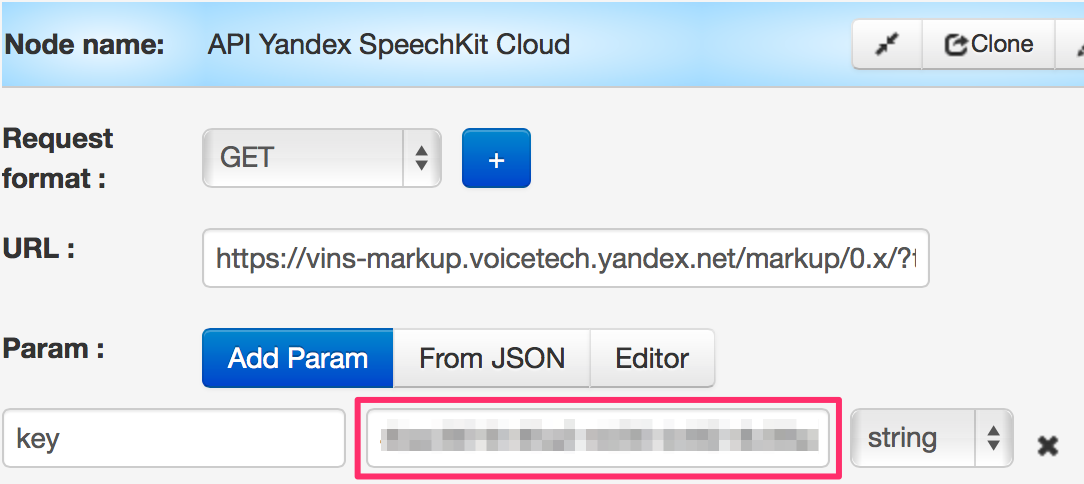 Node name: API Yandex SpeechKit Cloud Clone
Request
format : GET +
URL : https://vins-markup.voicetech.yandex.net/markup/0.x/?
Param : Add Param From JSON Editor
key string